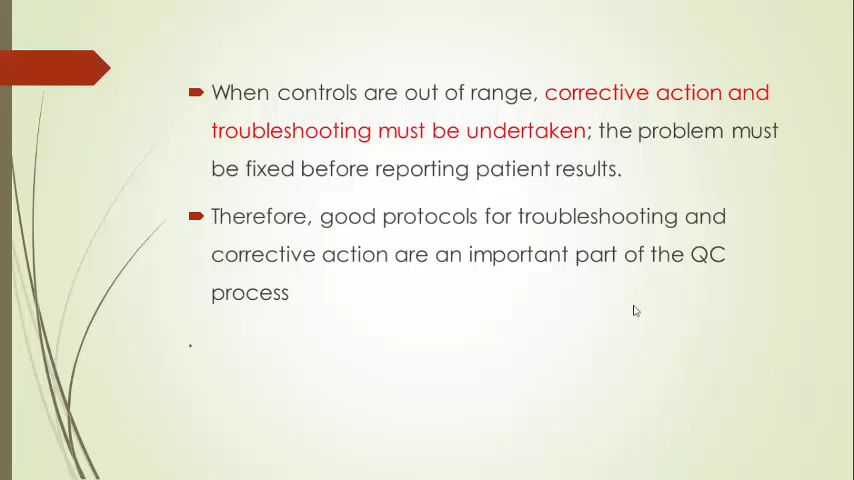 When controls are out of range, corrective action and
troubleshooting must be undertaken; the problem must
be fixed before reporting patient results.
Therefore, good protocols for troubleshooting and
corrective action are an important part of the QC
process
.